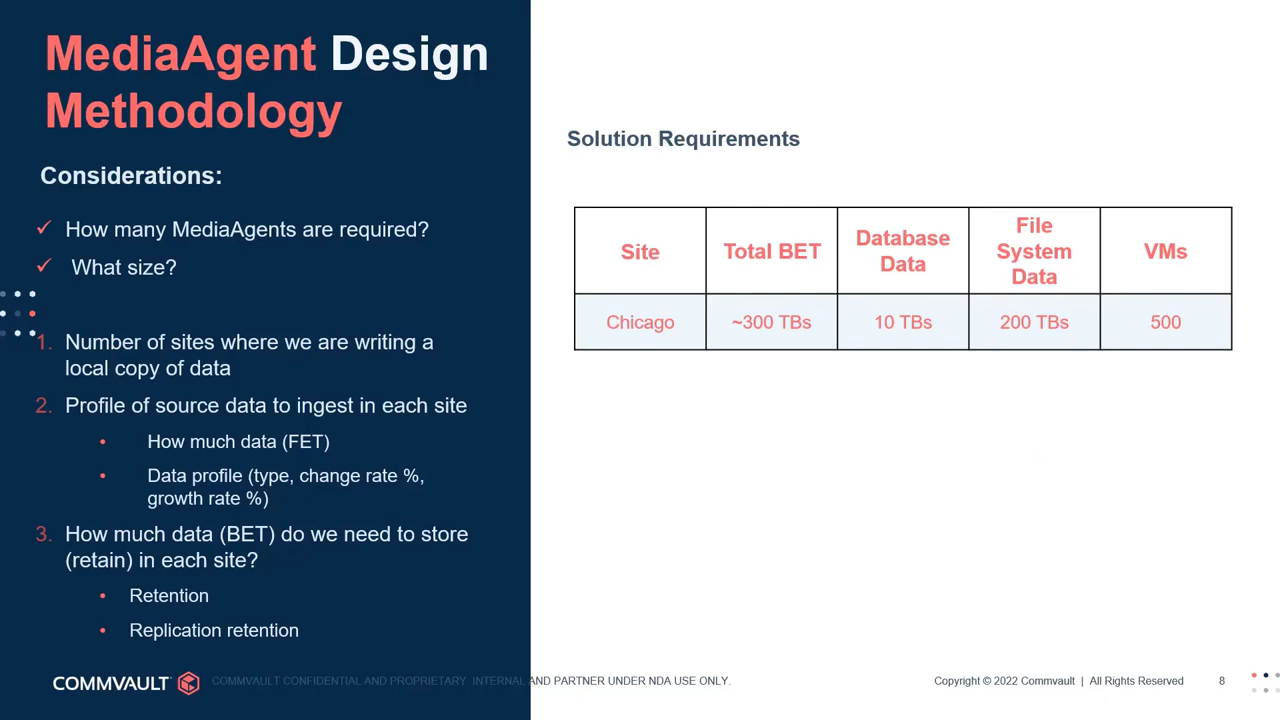 MediaAgent Design
Methodology
Considerations:
✓ How many MediaAgents are required?
✓ What size?
1. Number of sites where we are writing a
local copy of data
2. Profile of source data to ingest in each site
• How much data (FET)
• Data profile (type, change rate %,
growth rate %)
3. How much data (BET) do we need to store
(retain) in each site?
• Retention
• Replication retention
Solution Requirements
Site
Total BET
Database
Data
File
System
Data
VMs
Chicago
~300 TBs
10 TBs
200 TBs
500
COMMVAULT
COMMVAULT CONFIDENTIAL AND PROPRIETARY. INTERNAL AND PARTNER UNDER NDA USE ONLY.
Copyright © 2022 Commvault | All Rights Reserved
8